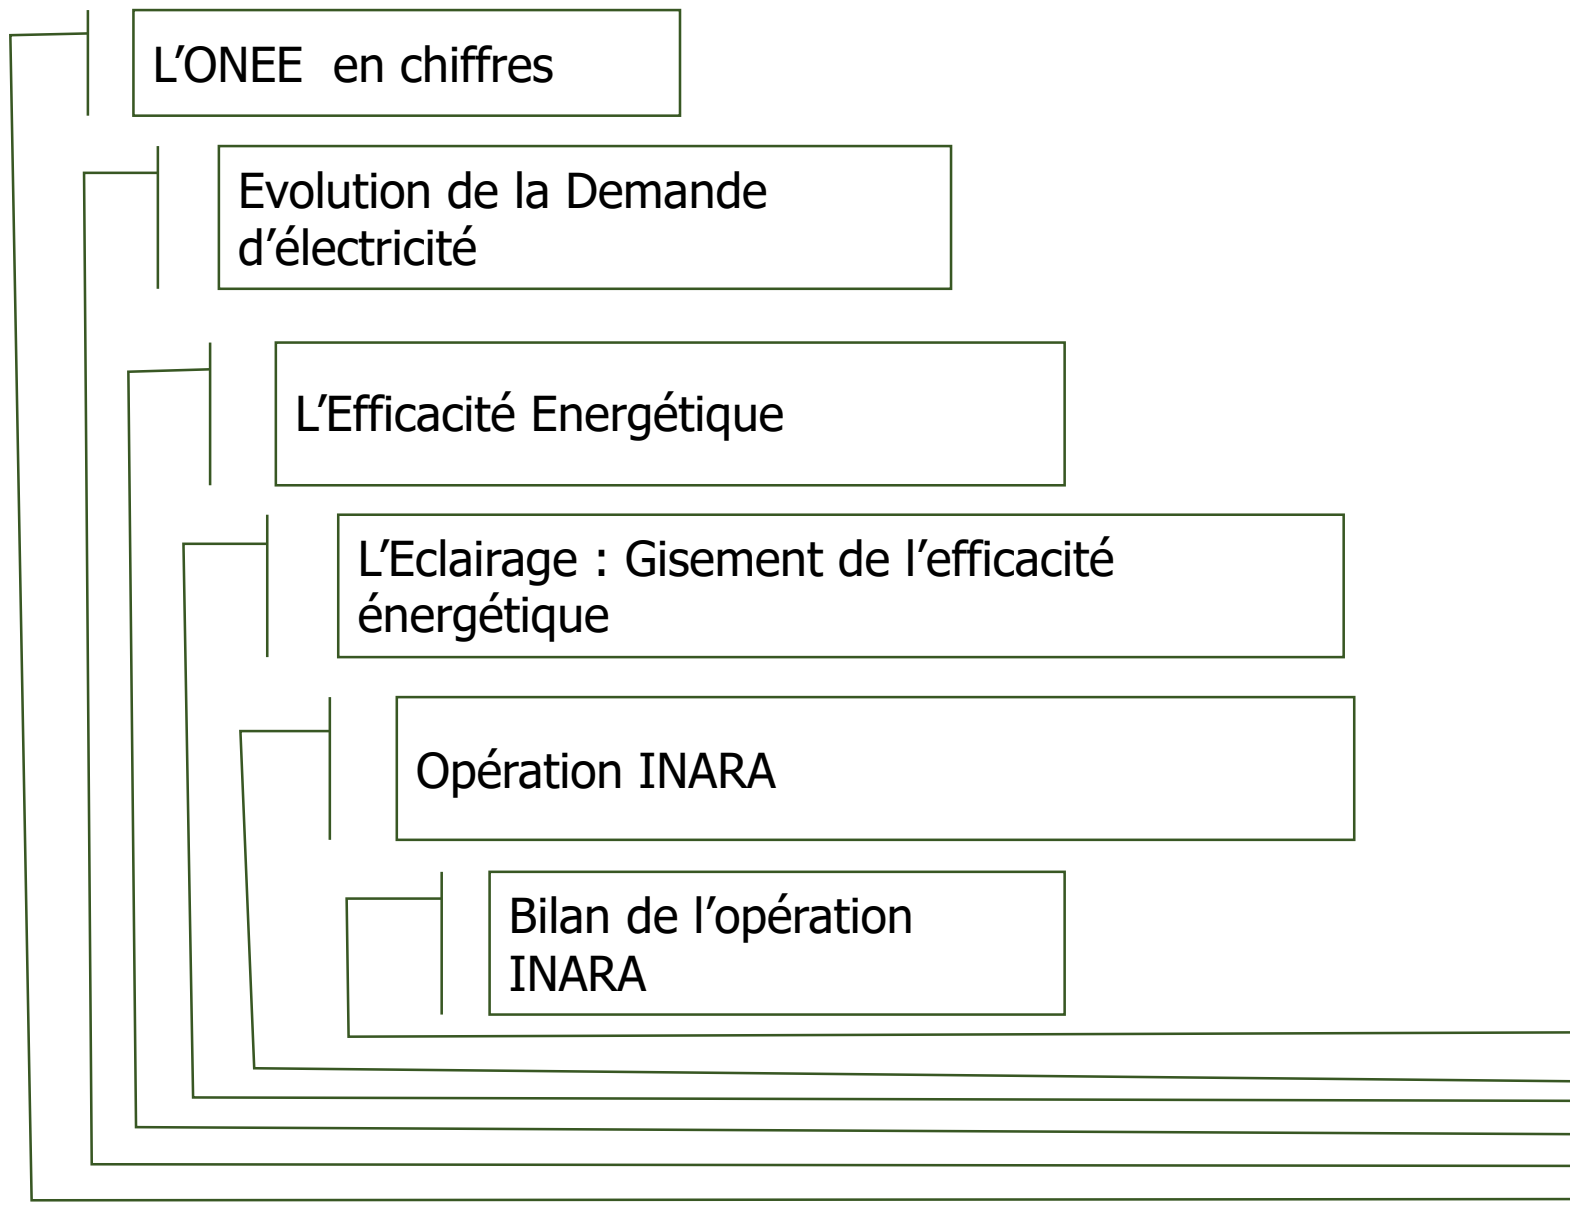 L’ONEE  en chiffres
Evolution de la Demande
d’électricité
L’Efficacité Energétique
L’Eclairage : Gisement de l’efficacité
énergétique
Opération INARA
Bilan de l’opération
INARA